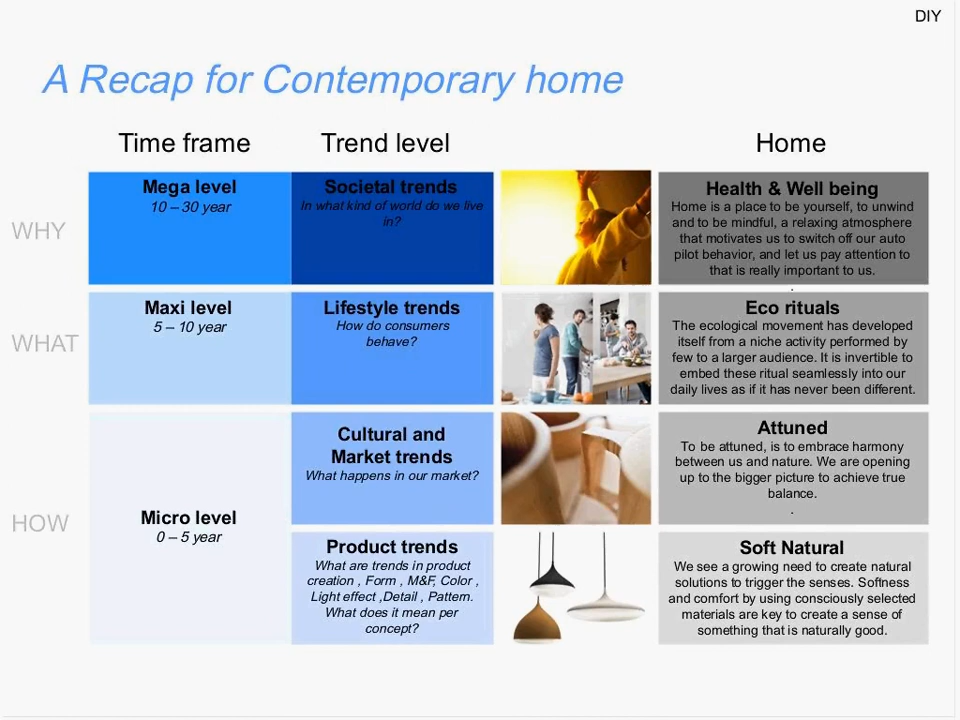 DIY
A Recap for Contemporary home
Time frame
Trend level
Home
WHY
Mega level
10 – 30 year
Societal trends
In what kind of world do we live
in?
Health & Well being
Home is a place to be yourself, to unwind
and to be mindful, a relaxing atmosphere
that motivates us to switch off our auto
pilot behavior, and let us pay attention to
that is really important to us.
.
WHAT
Maxi level
5 – 10 year
Lifestyle trends
How do consumers
behave?
Eco rituals
The ecological movement has developed
itself from a niche activity performed by
few to a larger audience. It is invertible to
embed these ritual seamlessly into our
daily lives as if it has never been different.
HOW
Micro level
0 – 5 year
Cultural and
Market trends
What happens in our market?
Attuned
To be attuned, is to embrace harmony
between us and nature. We are opening
up to the bigger picture to achieve true
balance.
.
Product trends
What are trends in product
creation , Form , M&F, Color ,
Light effect ,Detail , Pattern.
What does it mean per
concept?
Soft Natural
We see a growing need to create natural
solutions to trigger the senses. Softness
and comfort by using consciously selected
materials are key to create a sense of
something that is naturally good.